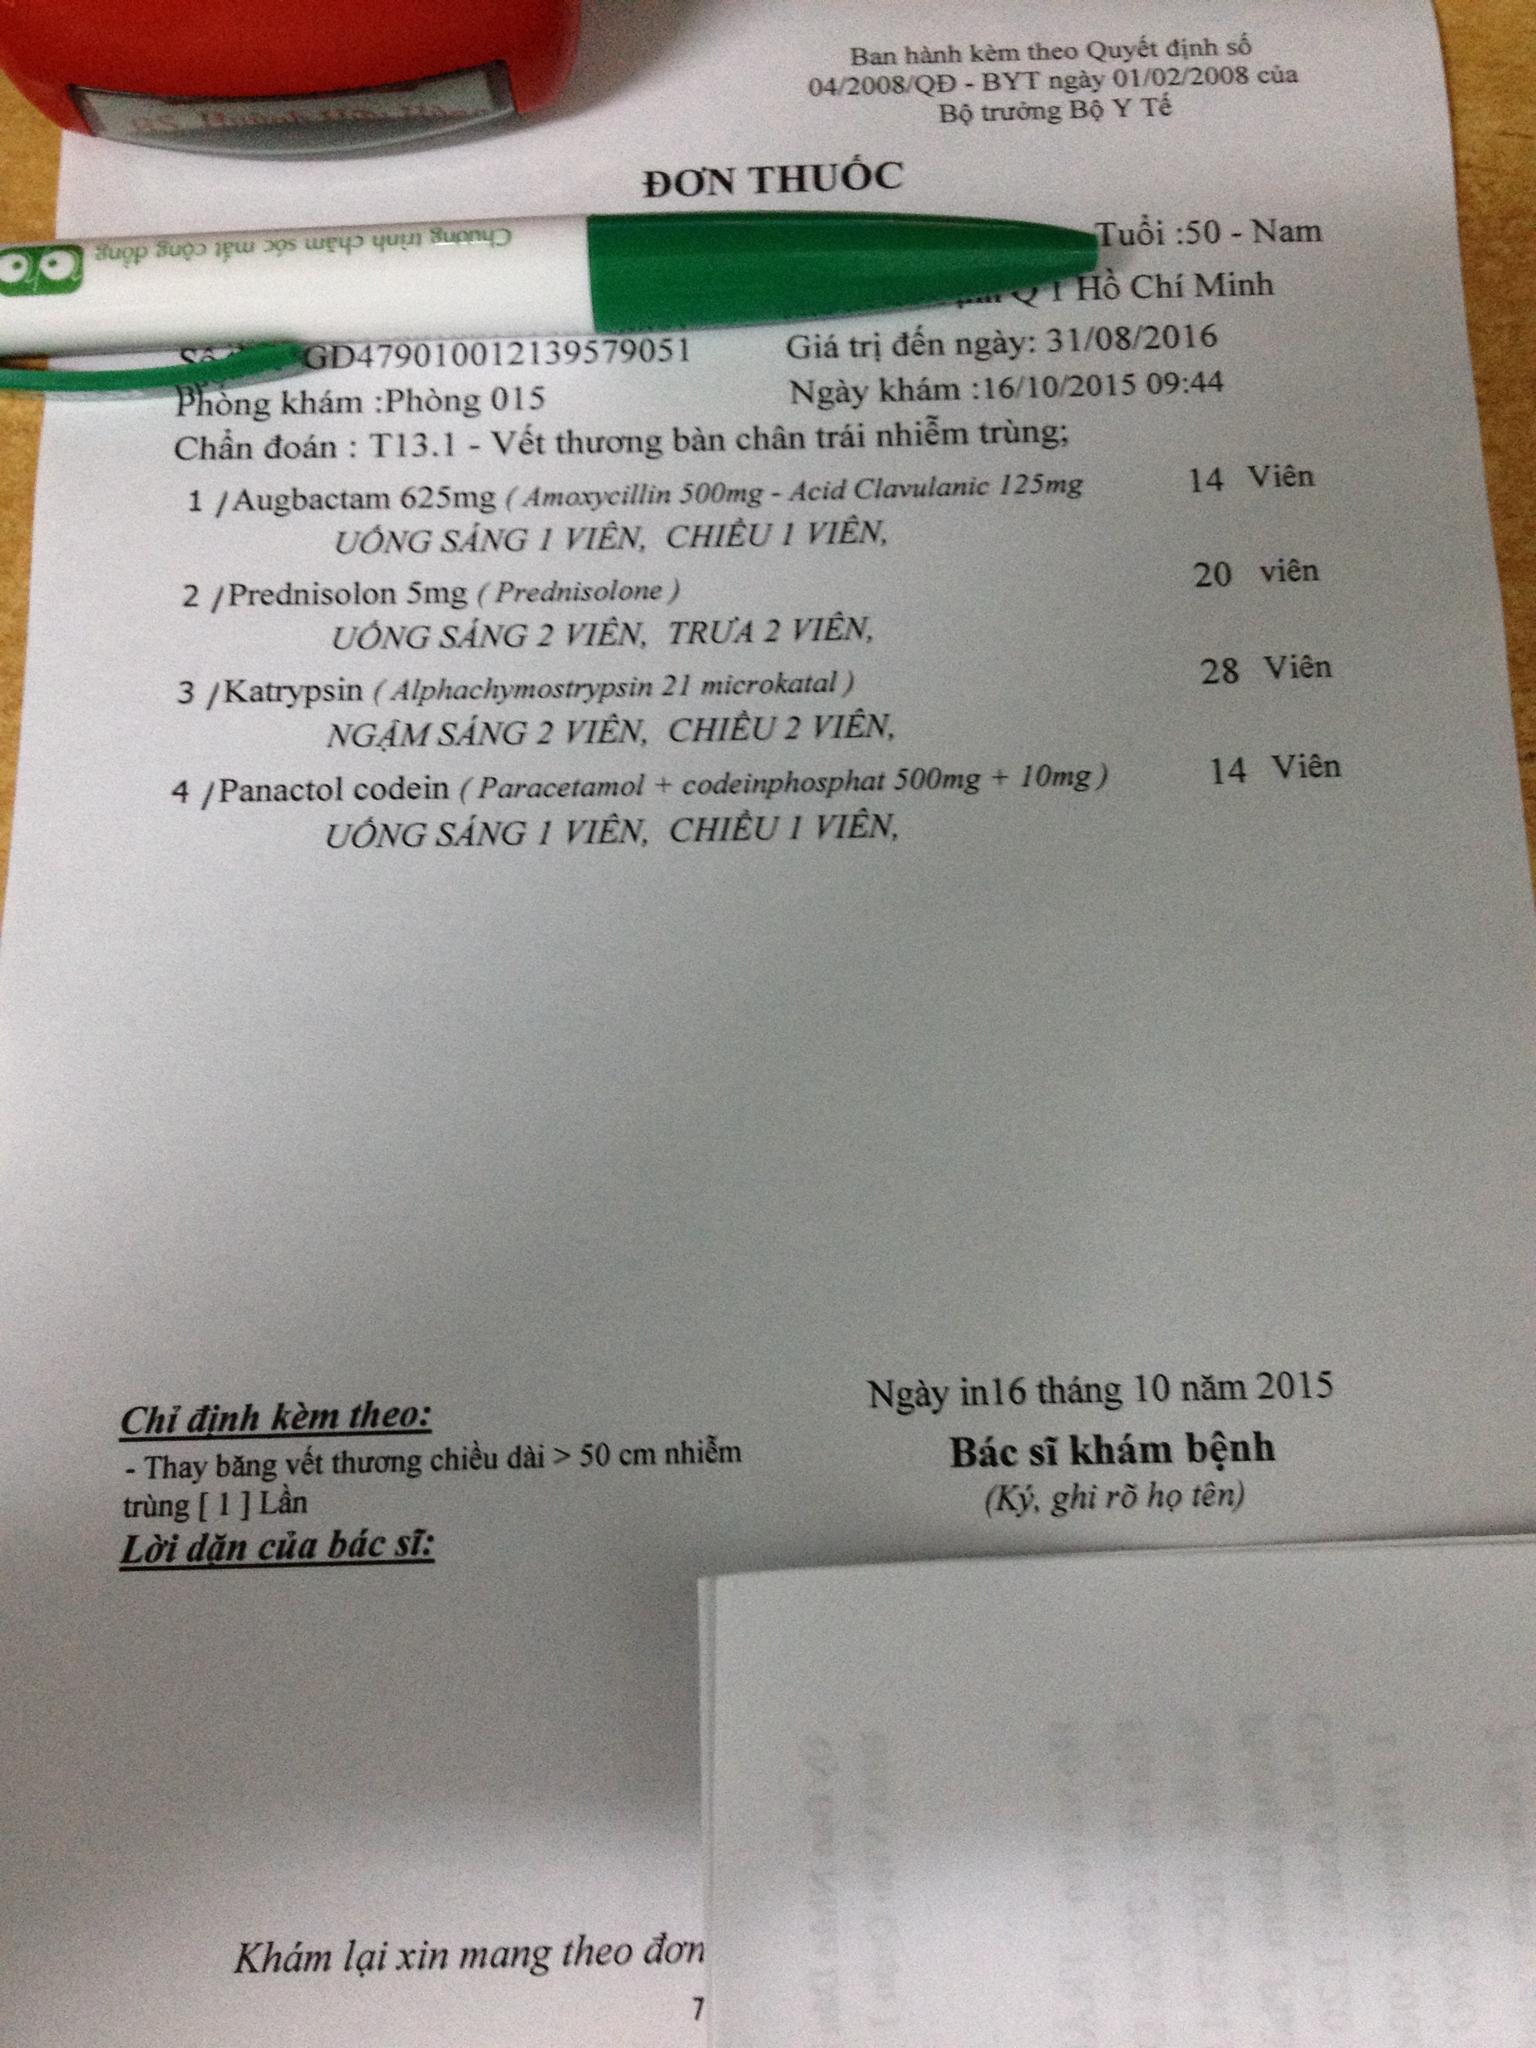 Ban hành kèm theo Quyết định số
04/2008/QĐ - BYT ngày 01/02/2008 của
Bộ trưởng Bộ Y Tế
ĐƠN THUỐC
Chương trình chăm sóc mắt cộng đồng
Tuổi :50 - Nam
Q 1 Hồ Chí Minh
GD479010012139579051 Giá trị đến ngày: 31/08/2016
Phòng khám :Phòng 015 Ngày khám :16/10/2015 09:44
Chẩn đoán : T13.1 - Vết thương bàn chân trái nhiễm trùng;
1 /Augbactam 625mg ( Amoxycillin 500mg - Acid Clavulanic 125mg 14 Viên
UỐNG SÁNG 1 VIÊN, CHIỀU 1 VIÊN,
2 /Prednisolon 5mg ( Prednisolone ) 20 viên
UỐNG SÁNG 2 VIÊN, TRƯA 2 VIÊN,
3 /Katrypsin ( Alphachymostrypsin 21 microkatal ) 28 Viên
NGẬM SÁNG 2 VIÊN, CHIỀU 2 VIÊN,
4 /Panactol codein ( Paracetamol + codeinphosphat 500mg + 10mg ) 14 Viên
UỐNG SÁNG 1 VIÊN, CHIỀU 1 VIÊN,
Ngày in16 tháng 10 năm 2015
Chỉ định kèm theo:
Bác sĩ khám bệnh
- Thay băng vết thương chiều dài > 50 cm nhiễm
(Ký, ghi rõ họ tên)
trùng [ 1 ] Lần
Lời dặn của bác sĩ:
Khám lại xin mang theo đơn
7